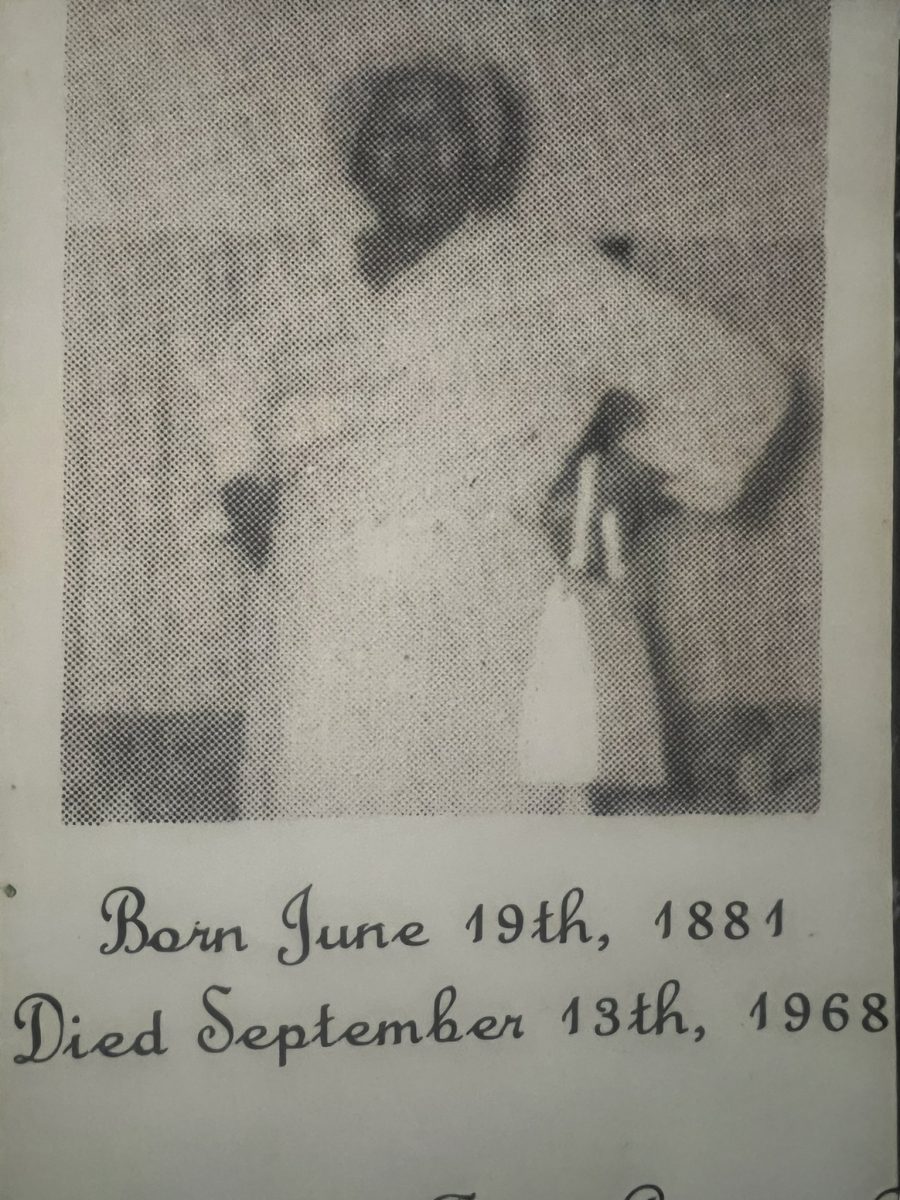 Born June 19th, 1881
Died September 13th, 1968